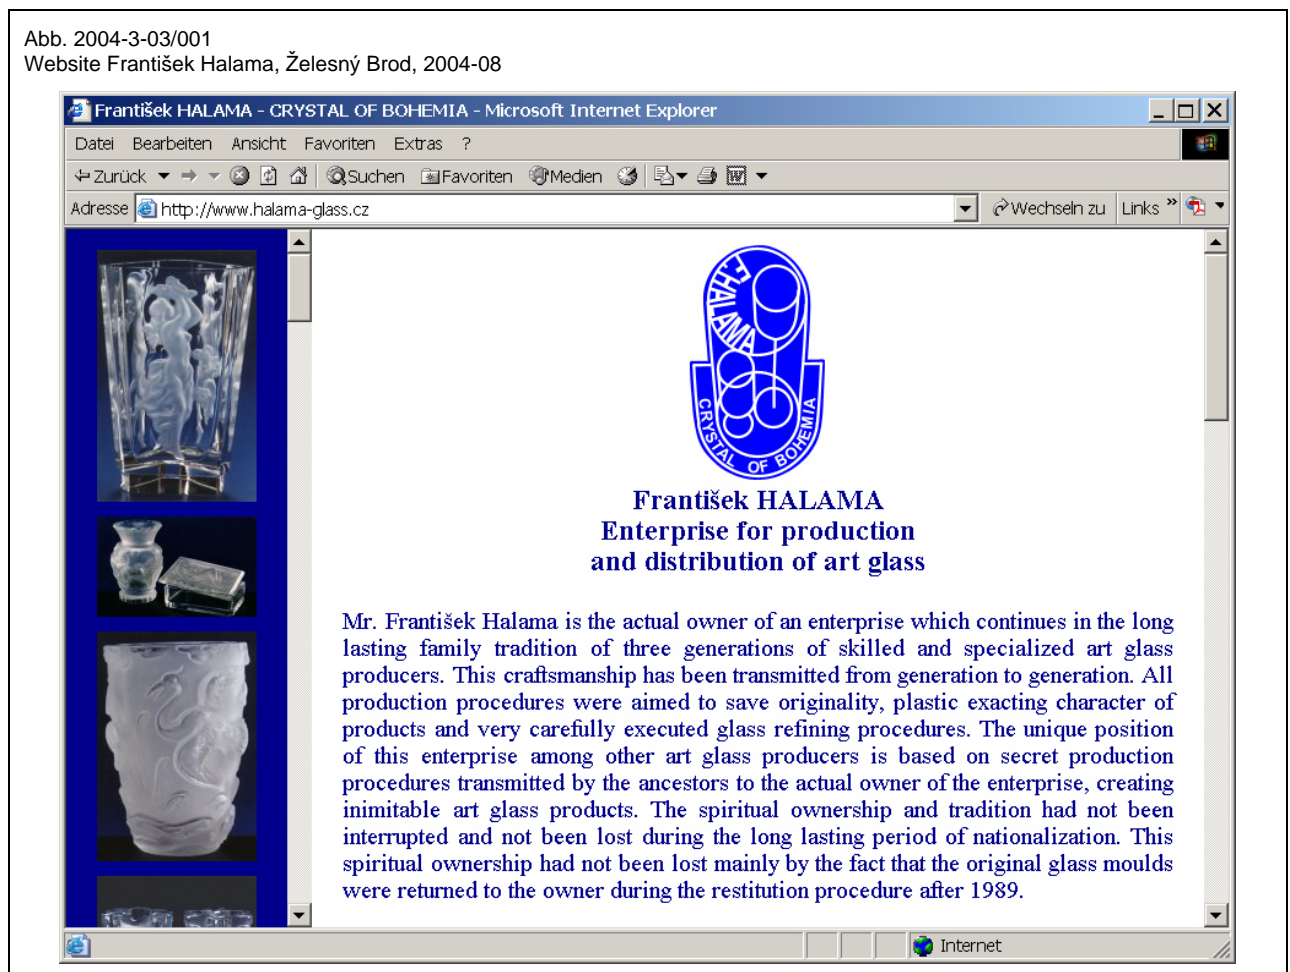 Abb. 2004-3-03/001
Website František Halama, Želesný Brod, 2004-08
František HALAMA - CRYSTAL OF BOHEMIA - Microsoft Internet Explorer
Datei Bearbeiten Ansicht Favoriten Extras ?
Zurück Suchen Favoriten Medien
Adresse http://www.halama-glass.cz Wechseln zu Links »
F.HALAMA
CRYSTAL OF BOHEMIA
František HALAMA
Enterprise for production
and distribution of art glass
Mr. František Halama is the actual owner of an enterprise which continues in the long
lasting family tradition of three generations of skilled and specialized art glass
producers. This craftsmanship has been transmitted from generation to generation. All
production procedures were aimed to save originality, plastic exacting character of
products and very carefully executed glass refining procedures. The unique position
of this enterprise among other art glass producers is based on secret production
procedures transmitted by the ancestors to the actual owner of the enterprise, creating
inimitable art glass products. The spiritual ownership and tradition had not been
interrupted and not been lost during the long lasting period of nationalization. This
spiritual ownership had not been lost mainly by the fact that the original glass moulds
were returned to the owner during the restitution procedure after 1989.
Internet